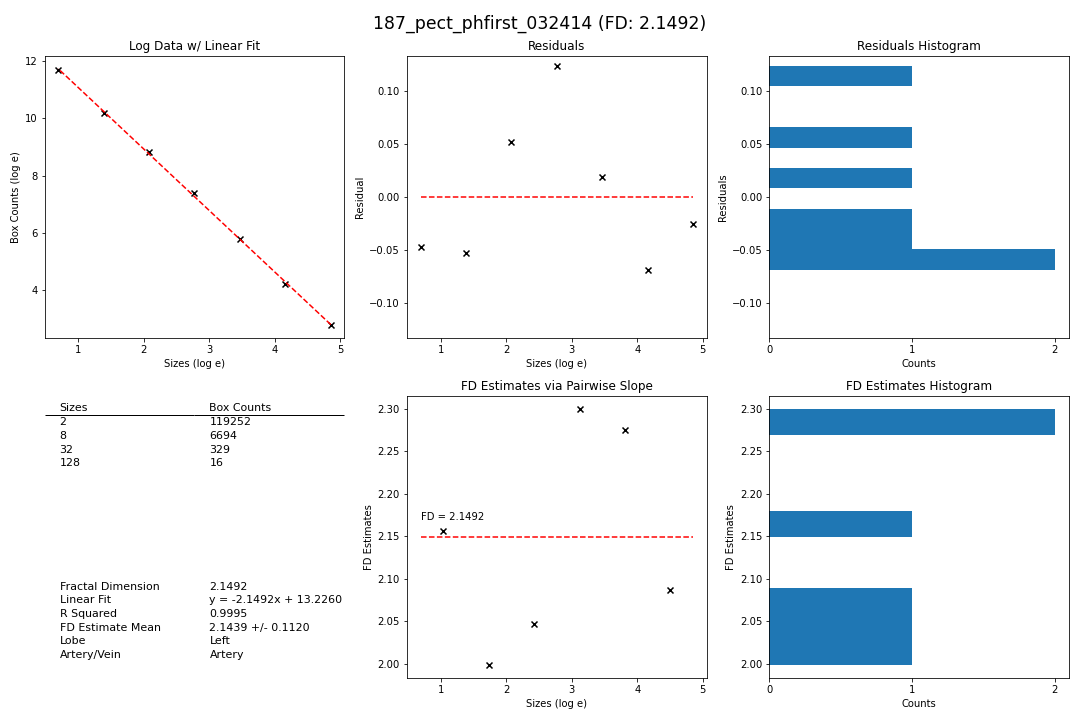 187_pect_phfirst_032414 (FD: 2.1492)
Log Data w/ Linear Fit
12
10
8
6
4
Box Counts (log e)
1 2 3 4 5
Sizes (log e)
Residuals
0.10
0.05
0.00
−0.05
−0.10
Residual
1 2 3 4 5
Sizes (log e)
Residuals Histogram
0.10
0.05
0.00
−0.05
−0.10
Residuals
0 1 2
Counts
Sizes Box Counts
2 119252
8 6694
32 329
128 16
Fractal Dimension 2.1492
Linear Fit y = -2.1492x + 13.2260
R Squared 0.9995
FD Estimate Mean 2.1439 +/- 0.1120
Lobe Left
Artery/Vein Artery
FD Estimates via Pairwise Slope
2.30
2.25
2.20
2.15
2.10
2.05
2.00
FD Estimates
FD = 2.1492
1 2 3 4 5
Sizes (log e)
FD Estimates Histogram
2.30
2.25
2.20
2.15
2.10
2.05
2.00
FD Estimates
0 1 2
Counts